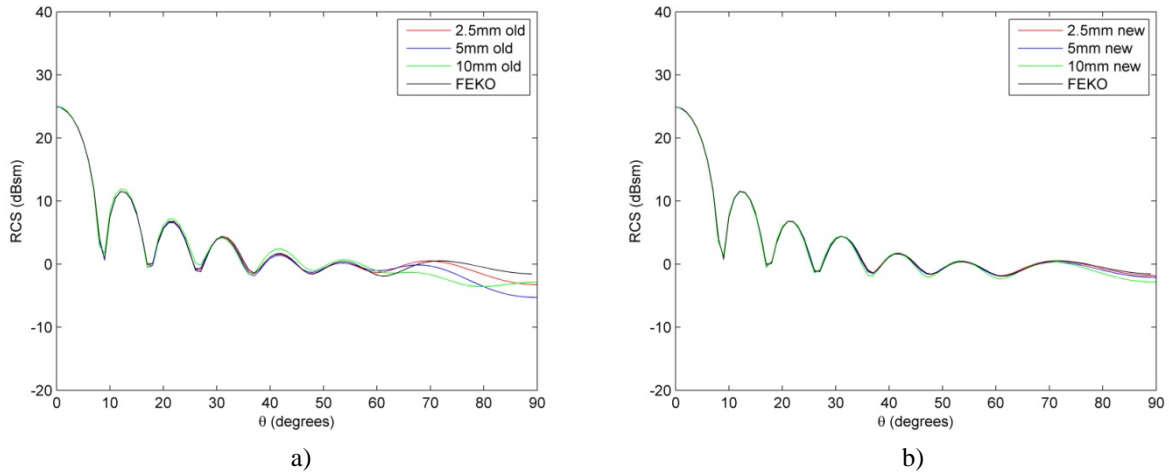 40
30
20
10
0
-10
-20
RCS (dBsm)
0 10 20 30 40 50 60 70 80 90
θ (degrees)
2.5mm old
5mm old
10mm old
FEKO
a)
40
30
20
10
0
-10
-20
RCS (dBsm)
0 10 20 30 40 50 60 70 80 90
θ (degrees)
2.5mm new
5mm new
10mm new
FEKO
b)